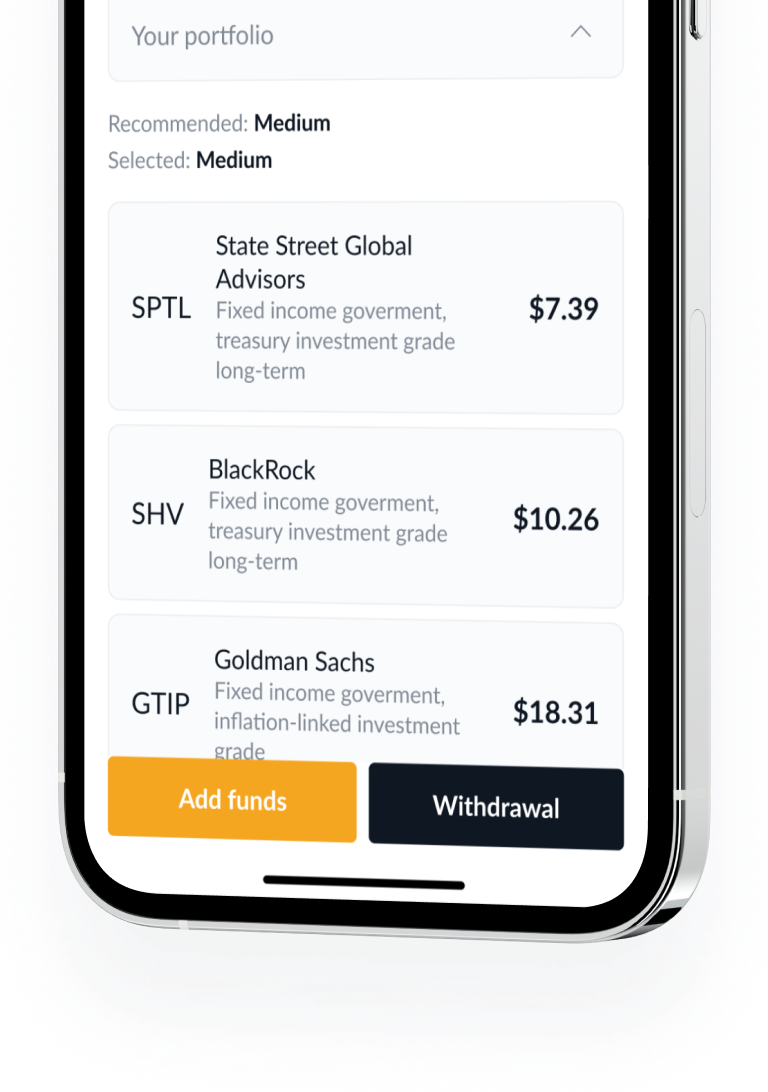 Your portfolio
Recommended: Medium
Selected: Medium
SPTL
State Street Global
Advisors
Fixed income goverment,
treasury investment grade
long-term
$7.39
SHV
BlackRock
Fixed income goverment,
treasury investment grade
long-term
$10.26
GTIP
Goldman Sachs
Fixed income goverment,
inflation-linked investment
grade
$18.31
Add funds
Withdrawal